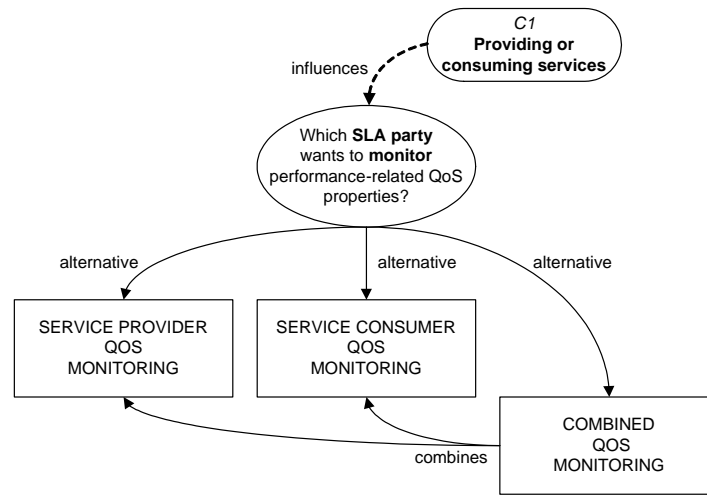 C1
Providing or
consuming services
influences
Which SLA party
wants to monitor
performance-related QoS
properties?
alternative
alternative
alternative
SERVICE PROVIDER
QOS
MONITORING
SERVICE CONSUMER
QOS
MONITORING
COMBINED
QOS
MONITORING
combines